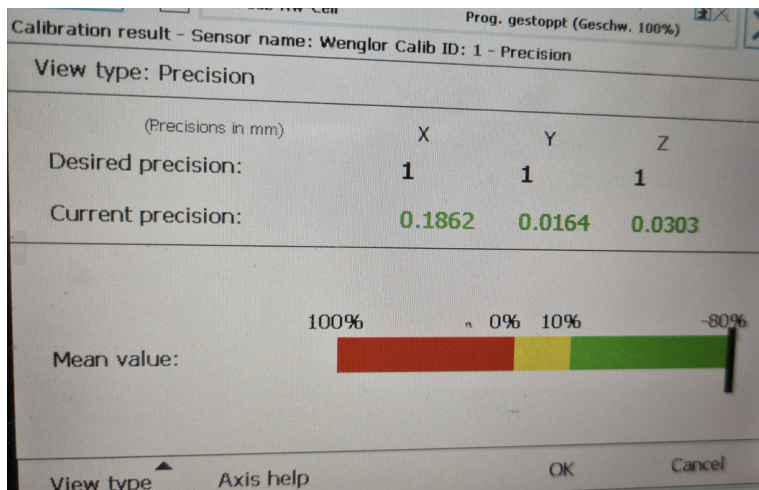 Prog. gestoppt (Geschw. 100%)
Calibration result - Sensor name: Wenglor Calib ID: 1 - Precision
View type: Precision
(Precisions in mm) X Y Z
Desired precision: 1 1 1
Current precision: 0.1862 0.0164 0.0303
100% 0% 10% -80%
Mean value:
View type Axis help OK Cancel